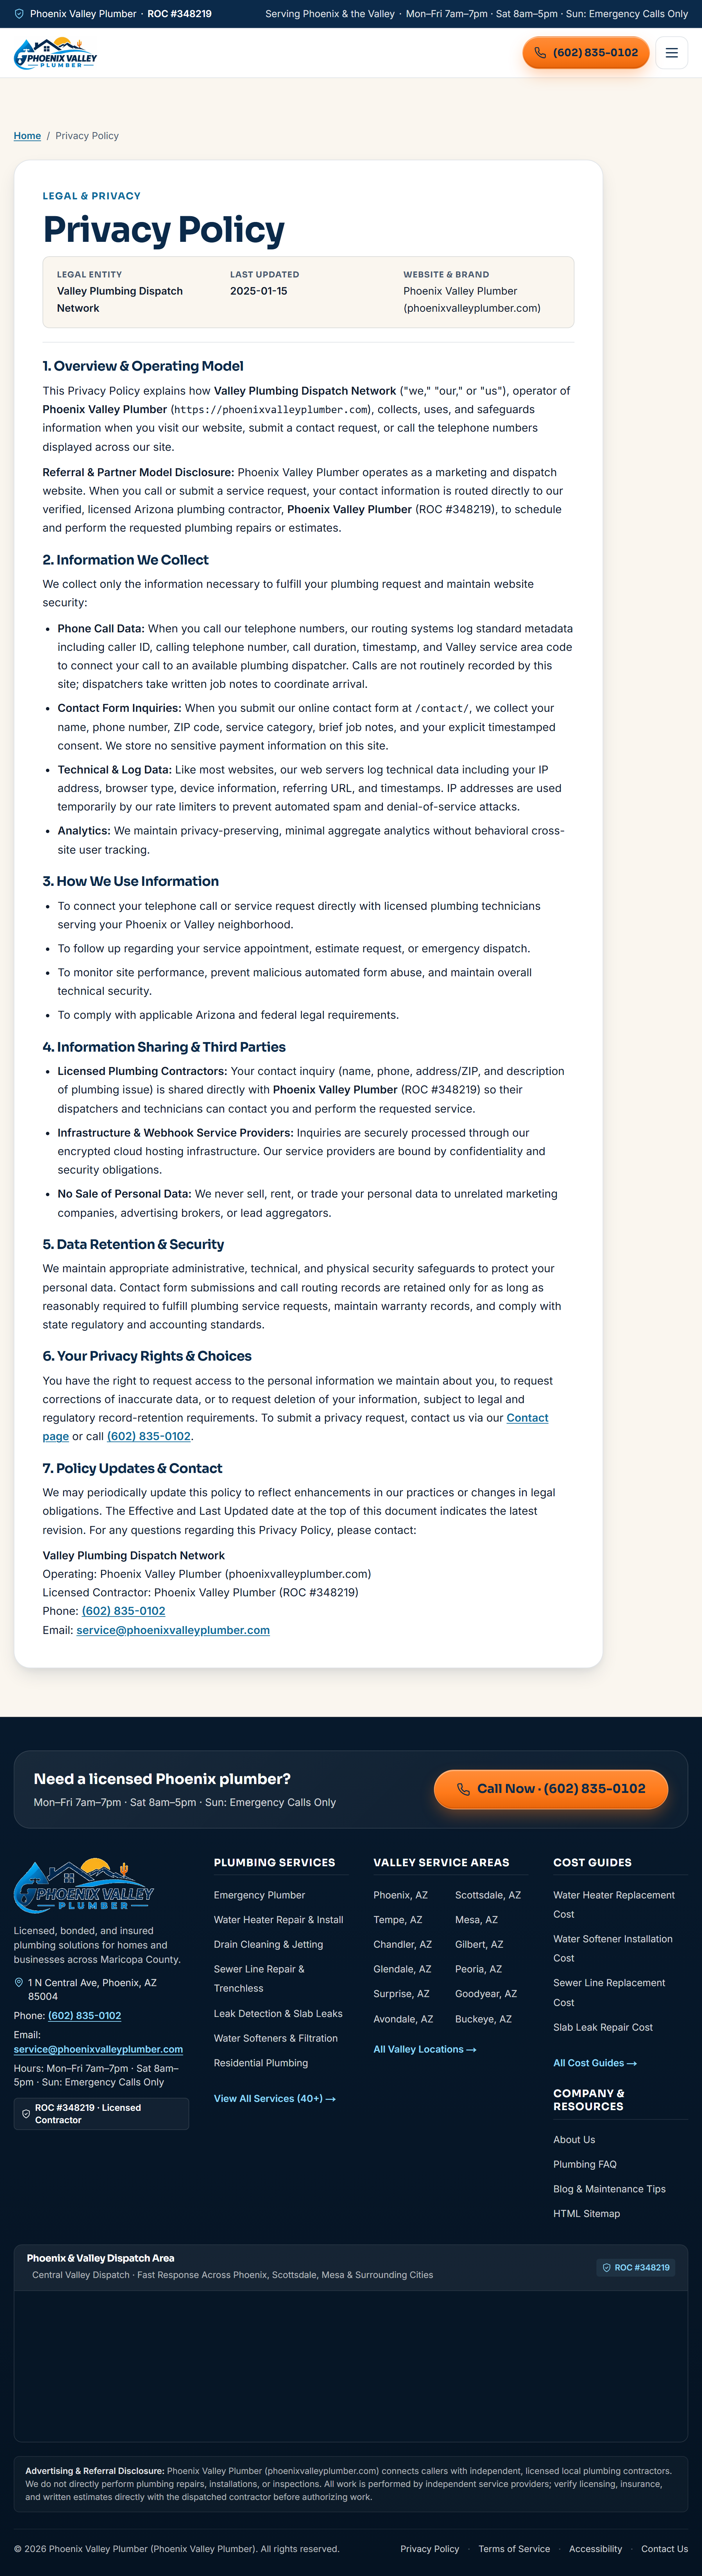 Phoenix Valley Plumber · ROC #348219
Serving Phoenix & the Valley · Mon–Fri 7am–7pm · Sat 8am–5pm · Sun: Emergency Calls Only
PHOENIX VALLEY
PLUMBER
(602) 835-0102
Home / Privacy Policy
LEGAL & PRIVACY
Privacy Policy
LEGAL ENTITY
Valley Plumbing Dispatch
Network
LAST UPDATED
2025-01-15
WEBSITE & BRAND
Phoenix Valley Plumber
(phoenixvalleyplumber.com)
1. Overview & Operating Model
This Privacy Policy explains how Valley Plumbing Dispatch Network ("we," "our," or "us"), operator of
Phoenix Valley Plumber (https://phoenixvalleyplumber.com), collects, uses, and safeguards
information when you visit our website, submit a contact request, or call the telephone numbers
displayed across our site.
Referral & Partner Model Disclosure: Phoenix Valley Plumber operates as a marketing and dispatch
website. When you call or submit a service request, your contact information is routed directly to our
verified, licensed Arizona plumbing contractor, Phoenix Valley Plumber (ROC #348219), to schedule
and perform the requested plumbing repairs or estimates.
2. Information We Collect
We collect only the information necessary to fulfill your plumbing request and maintain website
security:
• Phone Call Data: When you call our telephone numbers, our routing systems log standard metadata
including caller ID, calling telephone number, call duration, timestamp, and Valley service area code
to connect your call to an available plumbing dispatcher. Calls are not routinely recorded by this
site; dispatchers take written job notes to coordinate arrival.
• Contact Form Inquiries: When you submit our online contact form at /contact/, we collect your
name, phone number, ZIP code, service category, brief job notes, and your explicit timestamped
consent. We store no sensitive payment information on this site.
• Technical & Log Data: Like most websites, our web servers log technical data including your IP
address, browser type, device information, referring URL, and timestamps. IP addresses are used
temporarily by our rate limiters to prevent automated spam and denial-of-service attacks.
• Analytics: We maintain privacy-preserving, minimal aggregate analytics without behavioral cross-
site user tracking.
3. How We Use Information
• To connect your telephone call or service request directly with licensed plumbing technicians
serving your Phoenix or Valley neighborhood.
• To follow up regarding your service appointment, estimate request, or emergency dispatch.
• To monitor site performance, prevent malicious automated form abuse, and maintain overall
technical security.
• To comply with applicable Arizona and federal legal requirements.
4. Information Sharing & Third Parties
• Licensed Plumbing Contractors: Your contact inquiry (name, phone, address/ZIP, and description
of plumbing issue) is shared directly with Phoenix Valley Plumber (ROC #348219) so their
dispatchers and technicians can contact you and perform the requested service.
• Infrastructure & Webhook Service Providers: Inquiries are securely processed through our
encrypted cloud hosting infrastructure. Our service providers are bound by confidentiality and
security obligations.
• No Sale of Personal Data: We never sell, rent, or trade your personal data to unrelated marketing
companies, advertising brokers, or lead aggregators.
5. Data Retention & Security
We maintain appropriate administrative, technical, and physical security safeguards to protect your
personal data. Contact form submissions and call routing records are retained only for as long as
reasonably required to fulfill plumbing service requests, maintain warranty records, and comply with
state regulatory and accounting standards.
6. Your Privacy Rights & Choices
You have the right to request access to the personal information we maintain about you, to request
corrections of inaccurate data, or to request deletion of your information, subject to legal and
regulatory record-retention requirements. To submit a privacy request, contact us via our Contact
page or call (602) 835-0102.
7. Policy Updates & Contact
We may periodically update this policy to reflect enhancements in our practices or changes in legal
obligations. The Effective and Last Updated date at the top of this document indicates the latest
revision. For any questions regarding this Privacy Policy, please contact:
Valley Plumbing Dispatch Network
Operating: Phoenix Valley Plumber (phoenixvalleyplumber.com)
Licensed Contractor: Phoenix Valley Plumber (ROC #348219)
Phone: (602) 835-0102
Email: service@phoenixvalleyplumber.com
Need a licensed Phoenix plumber?
Mon–Fri 7am–7pm · Sat 8am–5pm · Sun: Emergency Calls Only
Call Now · (602) 835-0102
PHOENIX VALLEY
PLUMBER
Licensed, bonded, and insured
plumbing solutions for homes and
businesses across Maricopa County.
1 N Central Ave, Phoenix, AZ
85004
Phone: (602) 835-0102
Email:
service@phoenixvalleyplumber.com
Hours: Mon–Fri 7am–7pm · Sat 8am–
5pm · Sun: Emergency Calls Only
ROC #348219 · Licensed
Contractor
PLUMBING SERVICES
Emergency Plumber
Water Heater Repair & Install
Drain Cleaning & Jetting
Sewer Line Repair &
Trenchless
Leak Detection & Slab Leaks
Water Softeners & Filtration
Residential Plumbing
View All Services (40+) →
VALLEY SERVICE AREAS
Phoenix, AZ
Scottsdale, AZ
Tempe, AZ
Mesa, AZ
Chandler, AZ
Gilbert, AZ
Glendale, AZ
Peoria, AZ
Surprise, AZ
Goodyear, AZ
Avondale, AZ
Buckeye, AZ
All Valley Locations →
COST GUIDES
Water Heater Replacement
Cost
Water Softener Installation
Cost
Sewer Line Replacement
Cost
Slab Leak Repair Cost
All Cost Guides →
COMPANY &
RESOURCES
About Us
Plumbing FAQ
Blog & Maintenance Tips
HTML Sitemap
Phoenix & Valley Dispatch Area
Central Valley Dispatch · Fast Response Across Phoenix, Scottsdale, Mesa & Surrounding Cities
ROC #348219
Advertising & Referral Disclosure: Phoenix Valley Plumber (phoenixvalleyplumber.com) connects callers with independent, licensed local plumbing contractors.
We do not directly perform plumbing repairs, installations, or inspections. All work is performed by independent service providers; verify licensing, insurance,
and written estimates directly with the dispatched contractor before authorizing work.
© 2026 Phoenix Valley Plumber (Phoenix Valley Plumber). All rights reserved.
Privacy Policy · Terms of Service · Accessibility · Contact Us